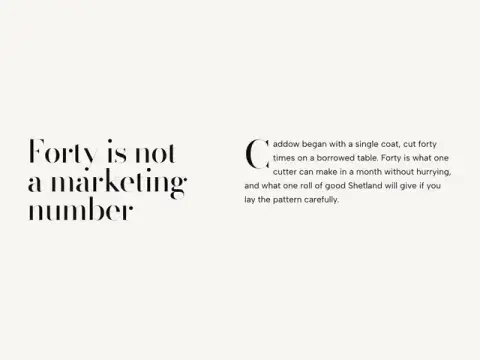 Forty is not
a marketing
number
Caddow began with a single coat, cut forty
times on a borrowed table. Forty is what one
cutter can make in a month without hurrying,
and what one roll of good Shetland will give if you
lay the pattern carefully.